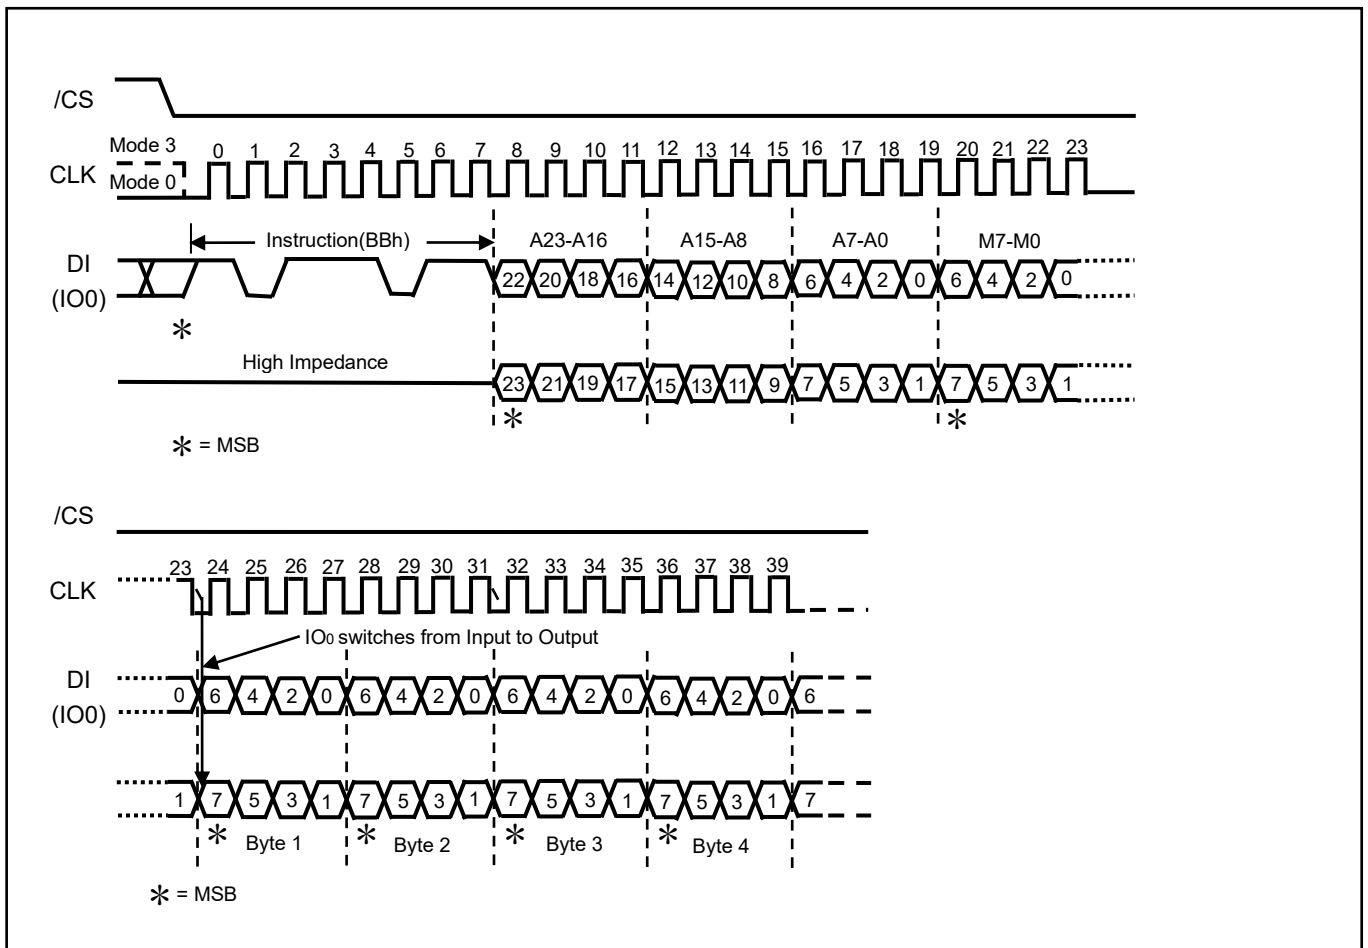 /CS
Mode 3
CLK
Mode 0
0 1 2 3 4 5 6 7 8 9 10 11 12 13 14 15 16 17 18 19 20 21 22 23
Instruction(BBh) A23-A16 A15-A8 A7-A0 M7-M0
DI
(IO0)
22 20 18 16 14 12 10 8 6 4 2 0 6 4 2 0
*
High Impedance
23 21 19 17 15 13 11 9 7 5 3 1 7 5 3 1
* *
* = MSB
/CS
23 24 25 26 27 28 29 30 31 32 33 34 35 36 37 38 39
CLK
IO0 switches from Input to Output
DI
(IO0)
0 6 4 2 0 6 4 2 0 6 4 2 0 6 4 2 0 6
1 7 5 3 1 7 5 3 1 7 5 3 1 7 5 3 1 7
* Byte 1 * Byte 2 * Byte 3 * Byte 4
* = MSB